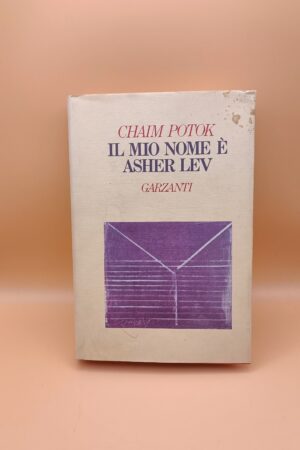 CHAIM POTOK
IL MIO NOME È
ASHER LEV
GARZANTI